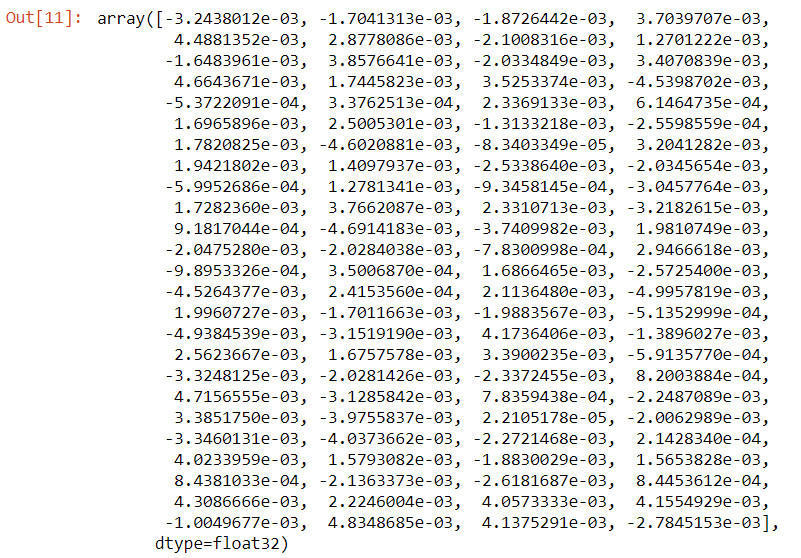 Out[11]: array([-3.2438012e-03, -1.7041313e-03, -1.8726442e-03, 3.7039707e-03,
4.4881352e-03, 2.8778086e-03, -2.1008316e-03, 1.2701222e-03,
-1.6483961e-03, 3.8576641e-03, -2.0334849e-03, 3.4070839e-03,
4.6643671e-03, 1.7445823e-03, 3.5253374e-03, -4.5398702e-03,
-5.3722091e-04, 3.3762513e-04, 2.3369133e-03, 6.1464735e-04,
1.6965896e-03, 2.5005301e-03, -1.3133218e-03, -2.5598559e-04,
1.7820825e-03, -4.6020881e-03, -8.3403349e-05, 3.2041282e-03,
1.9421802e-03, 1.4097937e-03, -2.5338640e-03, -2.0345654e-03,
-5.9952686e-04, 1.2781341e-03, -9.3458145e-04, -3.0457764e-03,
1.7282360e-03, 3.7662087e-03, 2.3310713e-03, -3.2182615e-03,
9.1817044e-04, -4.6914183e-03, -3.7409982e-03, 1.9810749e-03,
-2.0475280e-03, -2.0284038e-03, -7.8300998e-04, 2.9466618e-03,
-9.8953326e-04, 3.5006870e-04, 1.6866465e-03, -2.5725400e-03,
-4.5264377e-03, 2.4153560e-04, 2.1136480e-03, -4.9957819e-03,
1.9960727e-03, -1.7011663e-03, -1.9883567e-03, -5.1352999e-04,
-4.9384539e-03, -3.1519190e-03, 4.1736406e-03, -1.3896027e-03,
2.5623667e-03, 1.6757578e-03, 3.3900235e-03, -5.9135770e-04,
-3.3248125e-03, -2.0281426e-03, -2.3372455e-03, 8.2003884e-04,
4.7156555e-03, -3.1285842e-03, 7.8359438e-04, -2.2487089e-03,
3.3851750e-03, -3.9755837e-03, 2.2105178e-05, -2.0062989e-03,
-3.3460131e-03, -4.0373662e-03, -2.2721468e-03, 2.1428340e-04,
4.0233959e-03, 1.5793082e-03, -1.8830029e-03, 1.5653828e-03,
8.4381033e-04, -2.1363373e-03, -2.6181687e-03, 8.4453612e-04,
4.3086666e-03, 2.2246004e-03, 4.0573333e-03, 4.1554929e-03,
-1.0049677e-03, 4.8348685e-03, 4.1375291e-03, -2.7845153e-03],
dtype=float32)